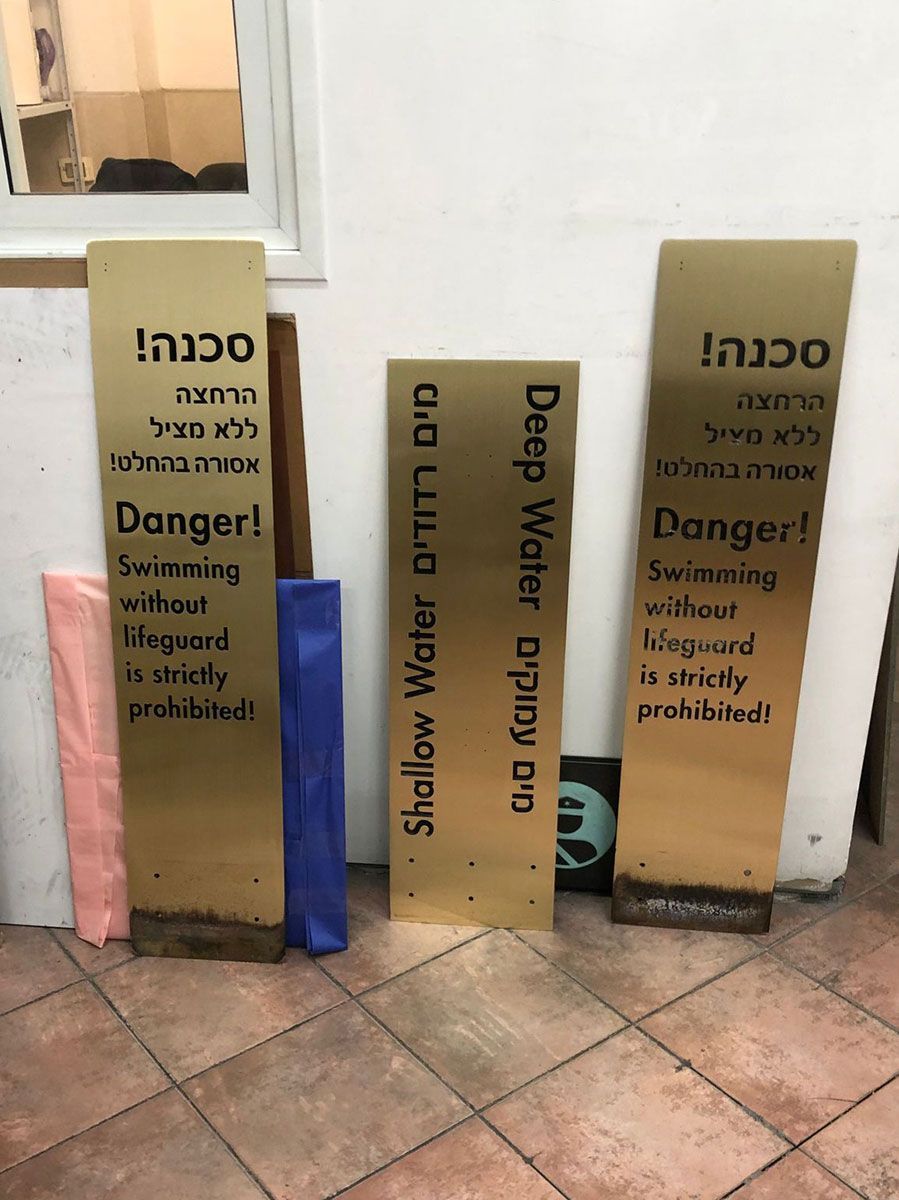 סכנה!
הרחצה
ללא מציל
אסורה בהחלט!
Danger!
Swimming
without
lifeguard
is strictly
prohibited!
Shallow Water מים רדודים
Deep Water מים עמוקים
סכנה!
הרחצה
ללא מציל
אסורה בהחלט!
Danger!
Swimming
without
lifeguard
is strictly
prohibited!